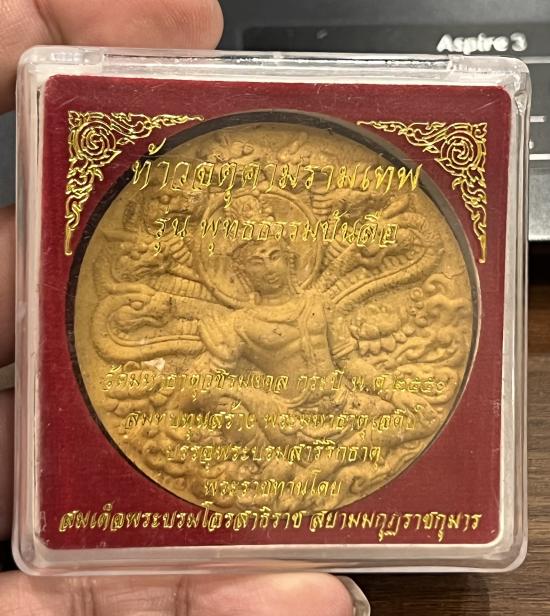 Aspire 3
ท้าวจตุคามรามเทพ
รุ่น พุทธธรรมบันลือ
วัดมหาธาตุวชิรมงคล กระบี่ พ.ศ.๒๕๕๐
สมทบทุนสร้าง พระมหาธาตุเจดีย์
บรรจุพระบรมสารีริกธาตุ
พระราชทานโดย
สมเด็จพระบรมโอรสาธิราช สยามมกุฎราชกุมาร